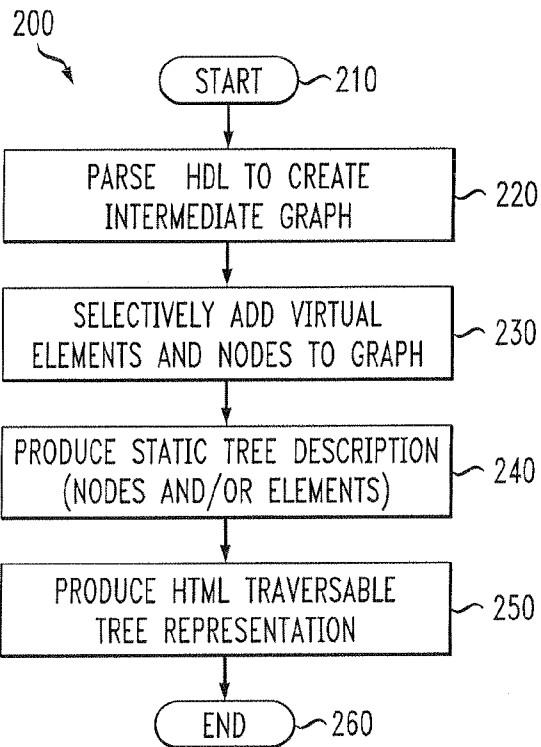 200
START
210
PARSE HDL TO CREATE
INTERMEDIATE GRAPH
220
SELECTIVELY ADD VIRTUAL
ELEMENTS AND NODES TO GRAPH
230
PRODUCE STATIC TREE DESCRIPTION
(NODES AND/OR ELEMENTS)
240
PRODUCE HTML TRAVERSABLE
TREE REPRESENTATION
250
END
260